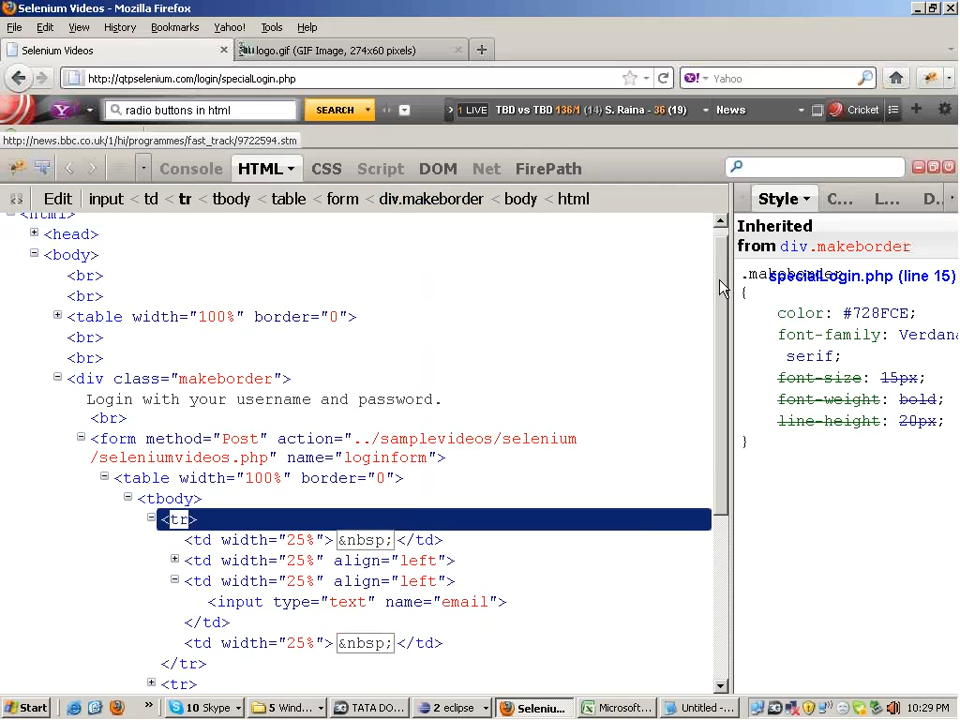 Selenium Videos - Mozilla Firefox
File Edit View History Bookmarks Yahoo! Tools Help
Selenium Videos logo.gif (GIF Image, 274x60 pixels)
http://qtpselenium.com/login/specialLogin.php Yahoo
radio buttons in html SEARCH LIVE TBD vs TBD 136/1 (14) S. Raina - 36 (19) News Cricket
http://news.bbc.co.uk/1/hi/programmes/fast_track/9722594.stm
Console HTML CSS Script DOM Net FirePath
Edit input < td < tr < tbody < table < form < div.makeborder < body < html
Style C... L... D...
<html>
<head>
<body>
<br>
<br>
<table width="100%" border="0">
<br>
<br>
<div class="makeborder">
Login with your username and password.
<br>
<form method="Post" action="../samplevideos/selenium
/seleniumvideos.php" name="loginform">
<table width="100%" border="0">
<tbody>
<tr>
<td width="25%"> &nbsp; </td>
<td width="25%" align="left">
<td width="25%" align="left">
<input type="text" name="email">
</td>
<td width="25%"> &nbsp; </td>
</tr>
<tr>
Inherited
from div.makeborder
.makeborder specialLogin.php (line 15)
{
color: #728FCE;
font-family: Verdana
serif;
font-size: 15px;
font-weight: bold;
line-height: 20px;
}
Start » 10 Skype 5 Wind... TATA DO... 2 eclipse Seleniu... Microsof... Untitled -... 10:29 PM